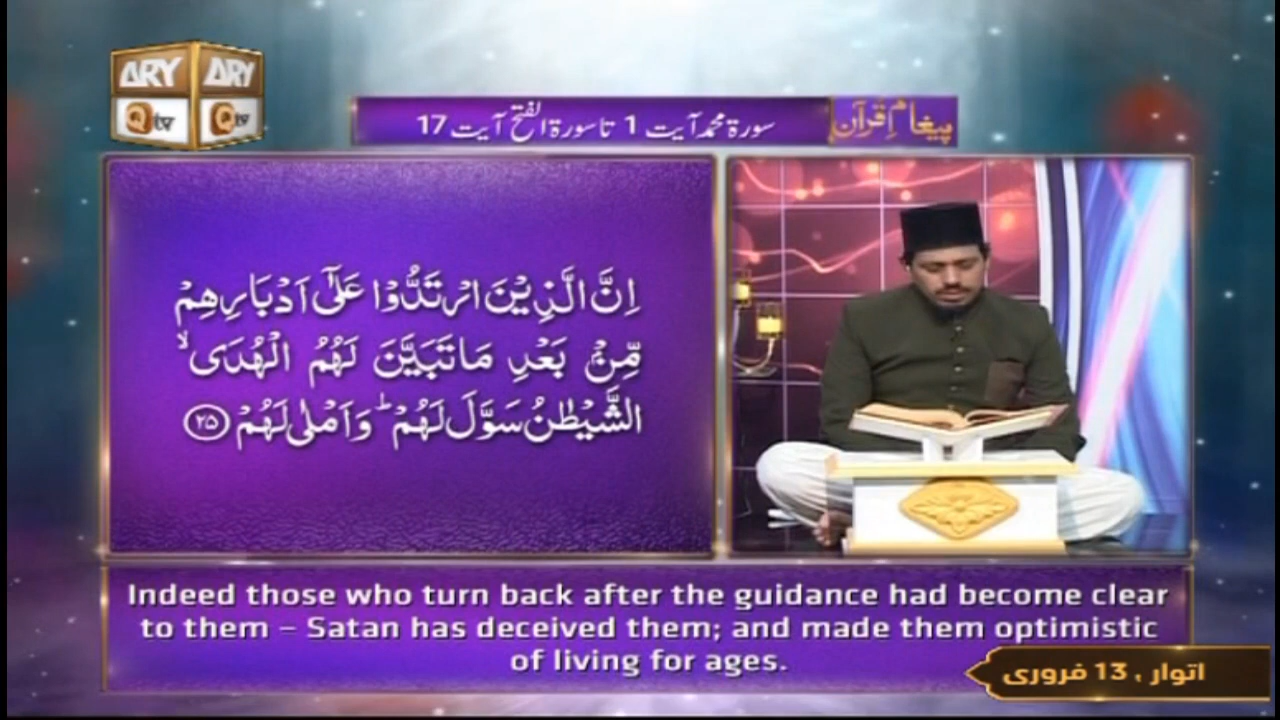 ARY ARY
Qtv Qtv
پیغامِ قرآن
سورۃ محمد آیت 1 تا سورۃ الفتح آیت 17
اِنَّ الَّذِیْنَ ارْتَدُّوْا عَلٰۤی اَدْبَارِهِمْ
مِّنْۢ بَعْدِ مَا تَبَیَّنَ لَهُمُ الْهُدَی ۙ
الشَّیْطٰنُ سَوَّلَ لَهُمْ ؕ وَ اَمْلٰی لَهُمْ ﴿۲۵﴾
Indeed those who turn back after the guidance had become clear
to them – Satan has deceived them; and made them optimistic
of living for ages.
اتوار ، 13 فروری